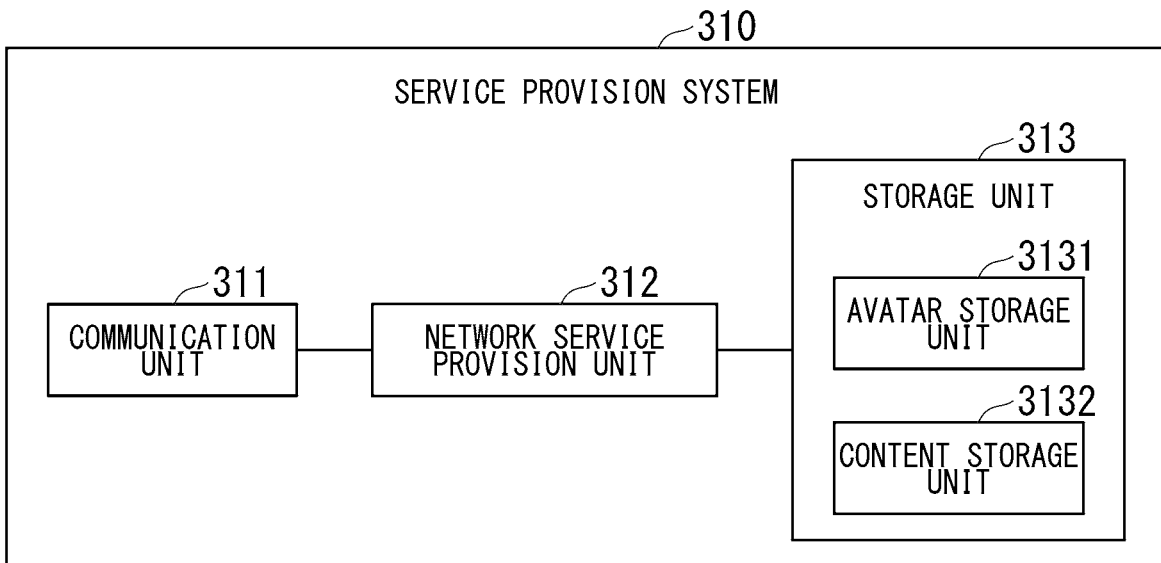 310
SERVICE PROVISION SYSTEM
313
STORAGE UNIT
311
COMMUNICATION
UNIT
312
NETWORK SERVICE
PROVISION UNIT
3131
AVATAR STORAGE
UNIT
3132
CONTENT STORAGE
UNIT